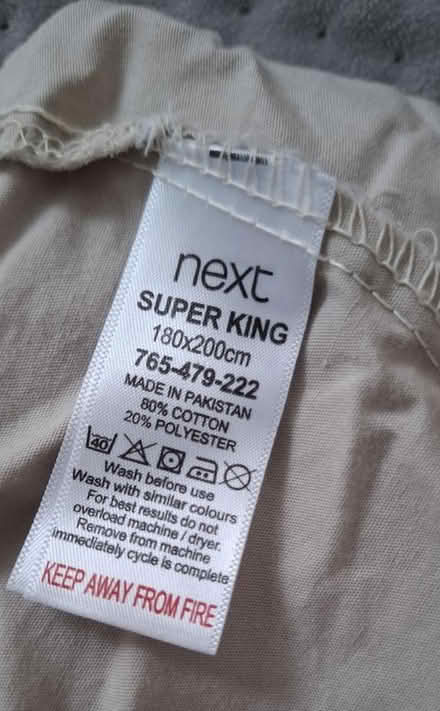 next
SUPER KING
180x200cm
765-479-222
MADE IN PAKISTAN
80% COTTON
20% POLYESTER
40
Wash before use
Wash with similar colours
For best results do not
overload machine / dryer.
Remove from machine
immediately cycle is complete
KEEP AWAY FROM FIRE